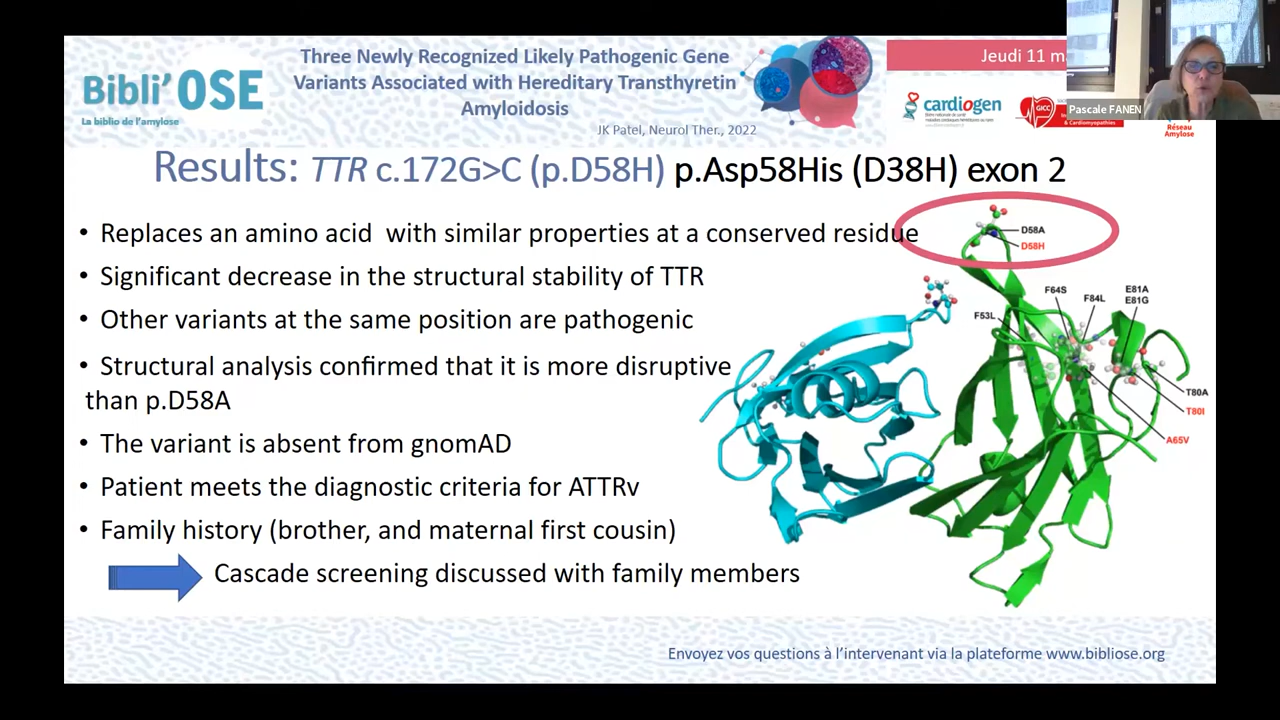 Bibli'OSE
La biblio de l'amylose
Three Newly Recognized Likely Pathogenic Gene
Variants Associated with Hereditary Transthyretin
Amyloidosis
JK Patel, Neurol Ther., 2022
Jeudi 11 m
cardiogen
GICC
& Cardiomyopathies
Réseau
Amylose
Pascale FANEN
Results: TTR c.172G>C (p.D58H) p.Asp58His (D38H) exon 2
• Replaces an amino acid with similar properties at a conserved residue
• Significant decrease in the structural stability of TTR
• Other variants at the same position are pathogenic
• Structural analysis confirmed that it is more disruptive
than p.D58A
• The variant is absent from gnomAD
• Patient meets the diagnostic criteria for ATTRv
• Family history (brother, and maternal first cousin)
Cascade screening discussed with family members
D58A
D58H
F64S
F84L
E81A
E81G
F53L
T80A
T80I
A65V
Envoyez vos questions à l'intervenant via la plateforme www.bibliose.org